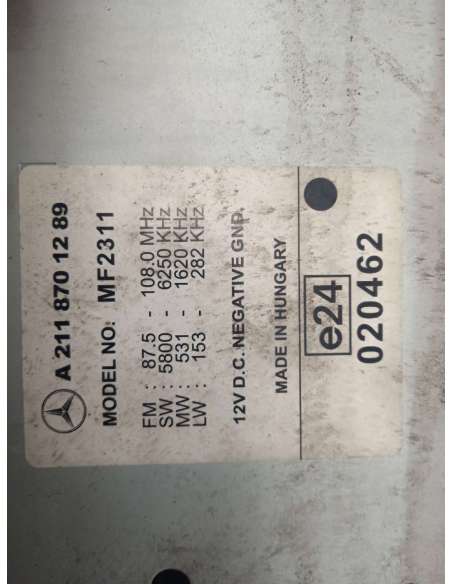 A 211 870 12 89
MODEL NO: MF2311
FM : 87.5 - 108.0 MHz
SW : 5800 - 6250 KHz
MW : 531 - 1620 KHz
LW : 153 - 282 KHz
12V D.C. NEGATIVE GND.
MADE IN HUNGARY
e24
020462